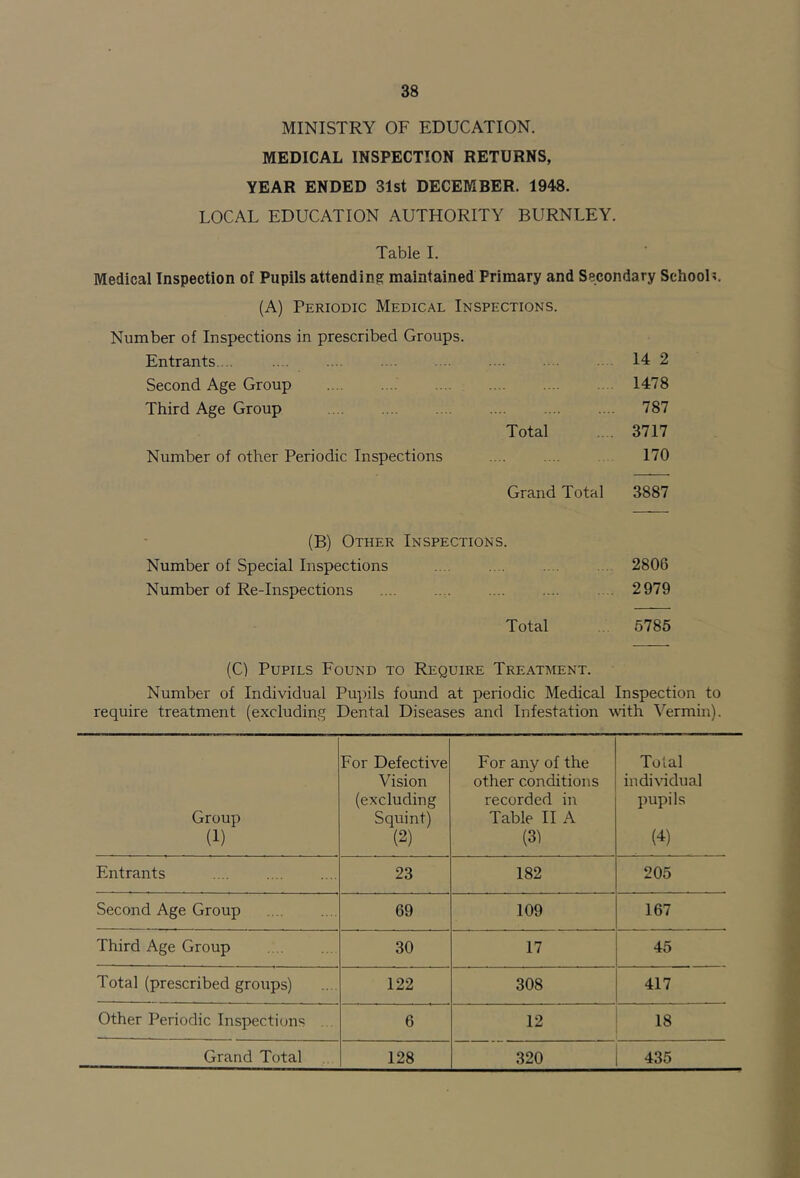 38
MINISTRY OF EDUCATION.
MEDICAL INSPECTION RETURNS,
YEAR ENDED 31st DECEMBER. 1948.
LOCAL EDUCATION AUTHORITY BURNLEY.
Table I.
Medical Inspection of Pupils attending maintained Primary and Secondary Schools.
(A) Periodic Medical Inspections.
Number of Inspections in prescribed Groups.
Entrants.... .... .... .... .... .... .... .... 14 2
Second Age Group .... .... .... .... .... .... 1478
Third Age Group .... .... .... .... .... .... 787
Total .... 3717
Number of other Periodic Inspections .... .... .... 170
Grand Total 3887
(B) Other Inspections.
Number of Special Inspections .... .... .... .... 2806
Number of Re-Inspections .... .... .... .... .... 2979
Total .... 5785
(C) Pupils Found to Require Treatment.
Number of Individual Pupils found at periodic Medical Inspection to
require treatment (excluding Dental Diseases and Infestation with Vermin).
Group (1) For Defective Vision (excluding Squint) (2) For any of the other conditions recorded in Table II A (3) Total individual pupils (4)
Entrants .... .... .... 23 182 205
Second Age Group .... .... 69 109 167
Third Age Group .... .... 30 17 45
Total (prescribed groups) .... 122 308 417
Other Periodic Inspections ... 6 12 18
Grand Total ... 128 320 435